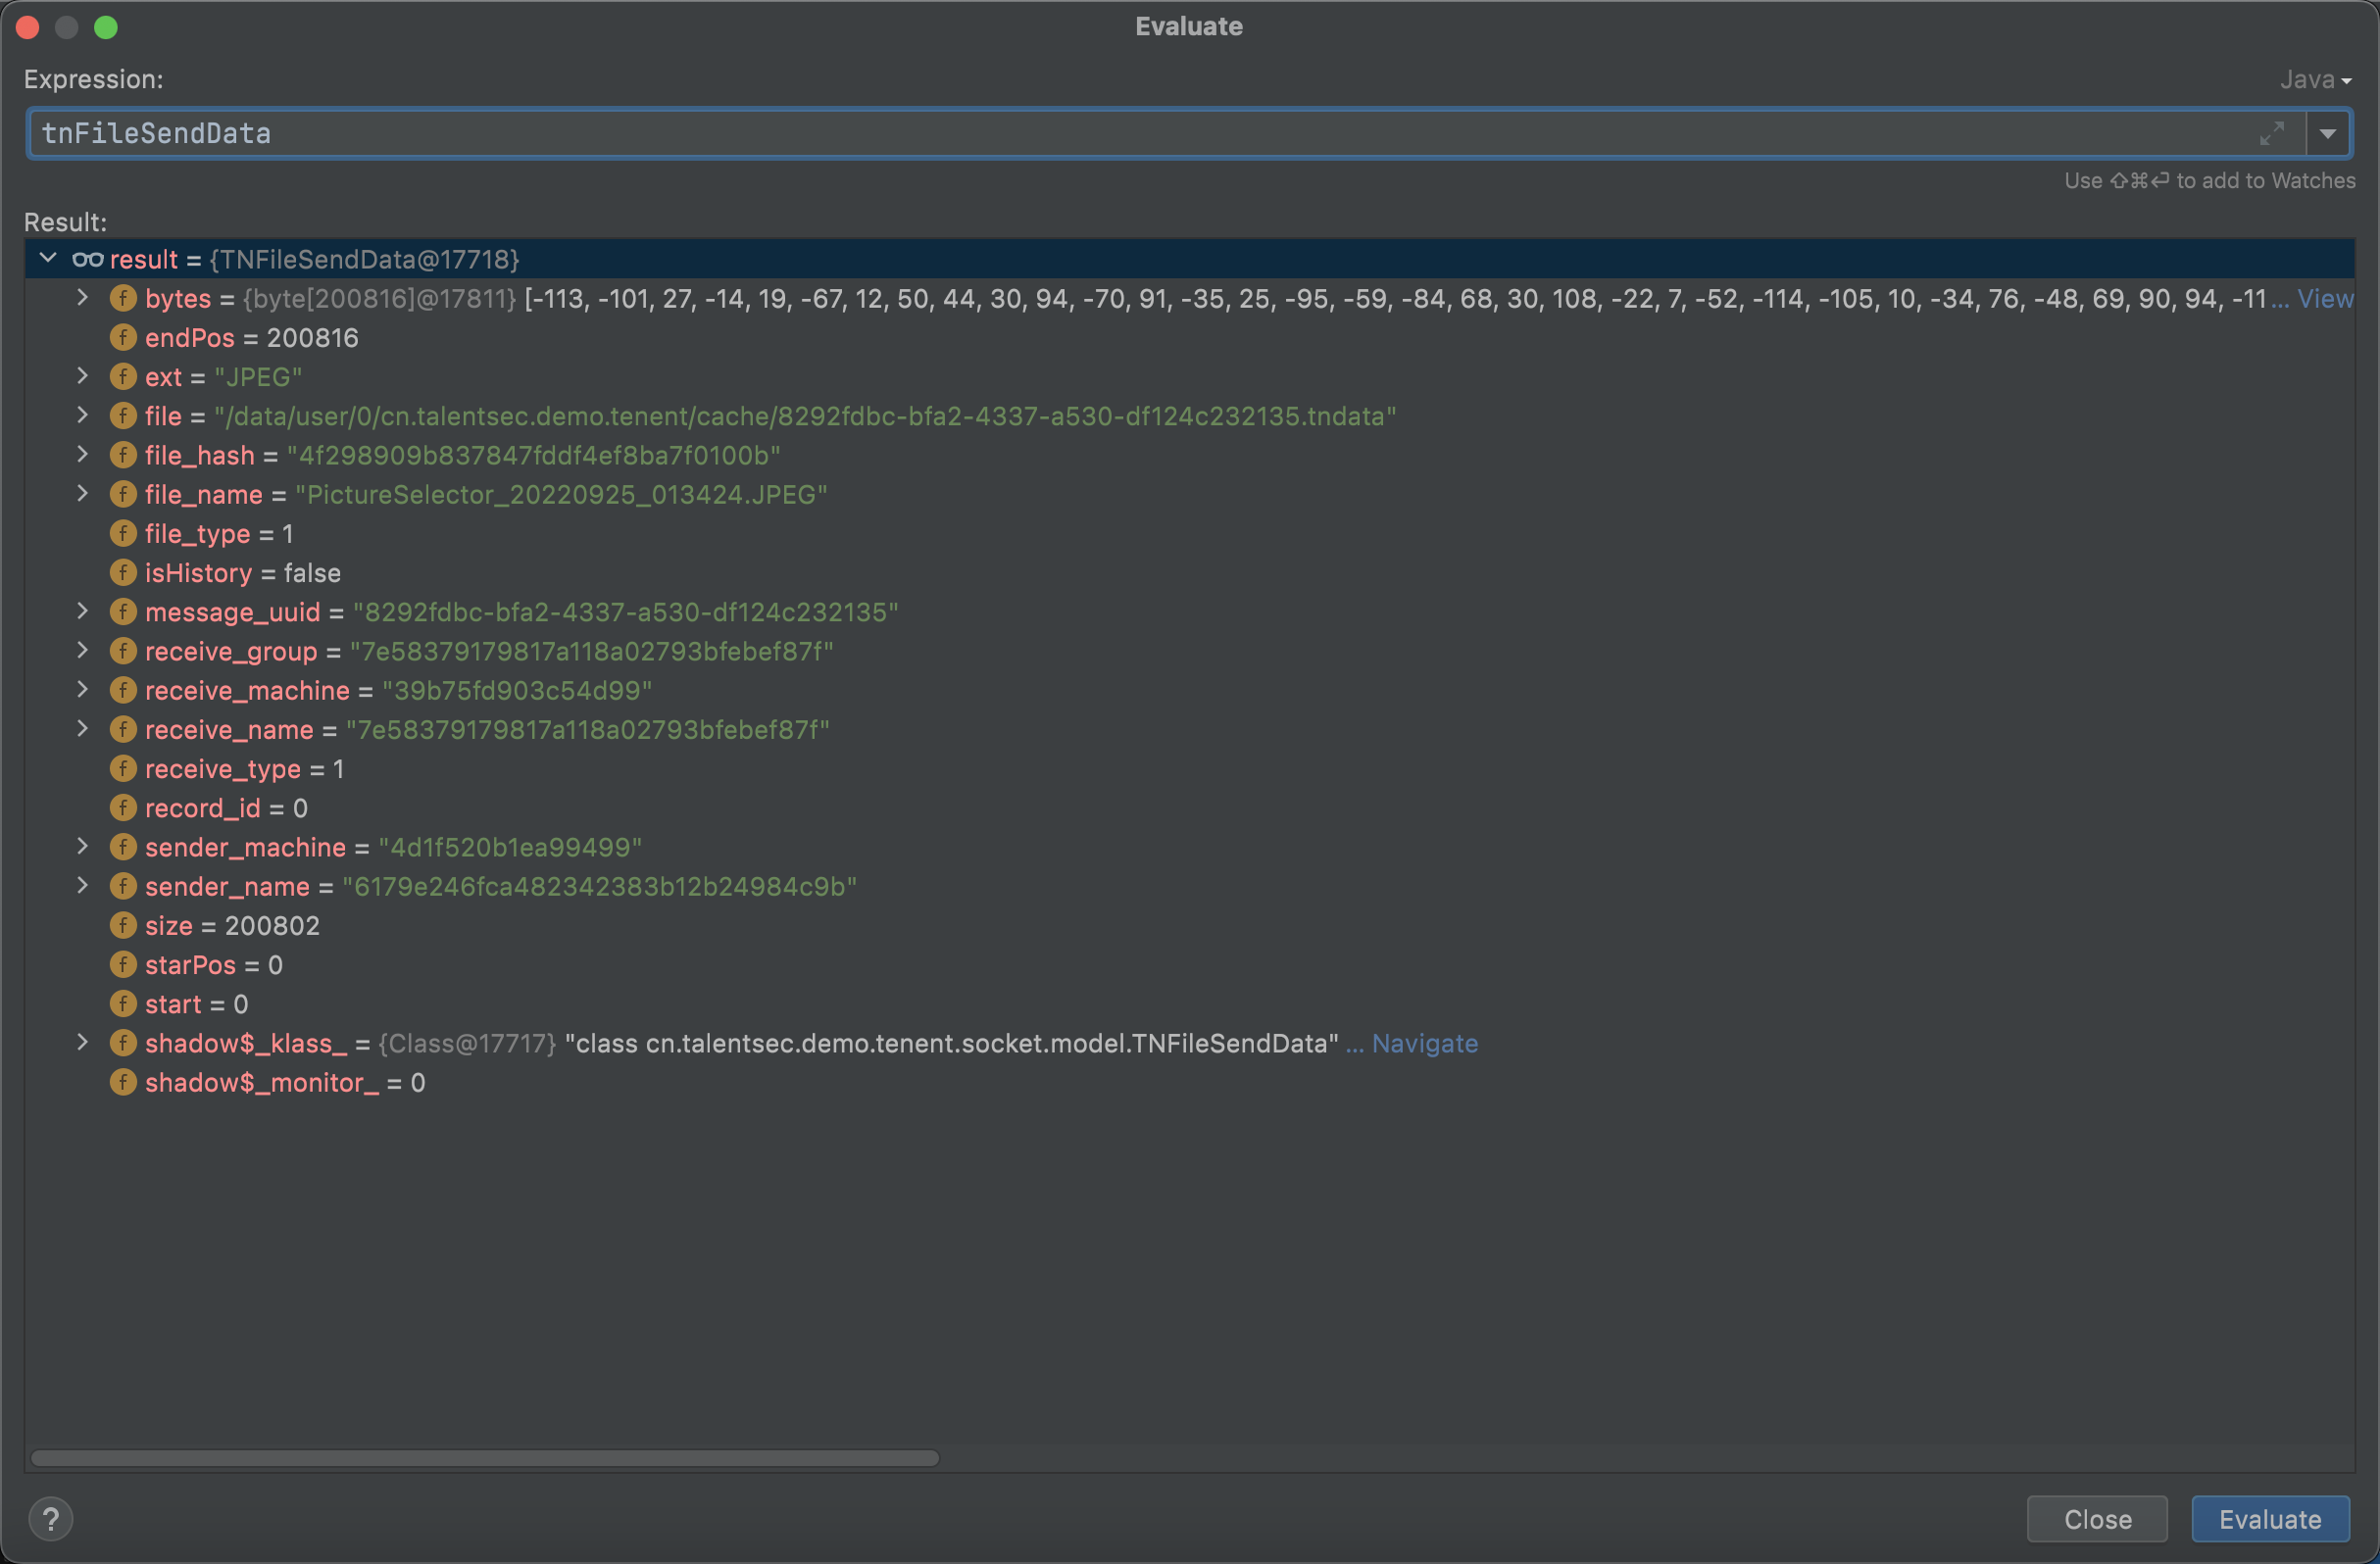 Evaluate
Expression:
Java
tnFileSendData
Use ⇧⌘↩ to add to Watches
Result:
result = {TNFileSendData@17718}
f bytes = {byte[200816]@17811} [-113, -101, 27, -14, 19, -67, 12, 50, 44, 30, 94, -70, 91, -35, 25, -95, -59, -84, 68, 30, 108, -22, 7, -52, -114, -105, 10, -34, 76, -48, 69, 90, 94, -11... View
f endPos = 200816
f ext = "JPEG"
f file = "/data/user/0/cn.talentsec.demo.tenent/cache/8292fdbc-bfa2-4337-a530-df124c232135.tndata"
f file_hash = "4f298909b837847fddf4ef8ba7f0100b"
f file_name = "PictureSelector_20220925_013424.JPEG"
f file_type = 1
f isHistory = false
f message_uuid = "8292fdbc-bfa2-4337-a530-df124c232135"
f receive_group = "7e58379179817a118a02793bfebef87f"
f receive_machine = "39b75fd903c54d99"
f receive_name = "7e58379179817a118a02793bfebef87f"
f receive_type = 1
f record_id = 0
f sender_machine = "4d1f520b1ea99499"
f sender_name = "6179e246fca482342383b12b24984c9b"
f size = 200802
f starPos = 0
f start = 0
f shadow$_klass_ = {Class@17717} "class cn.talentsec.demo.tenent.socket.model.TNFileSendData" ... Navigate
f shadow$_monitor_ = 0
?
Close
Evaluate